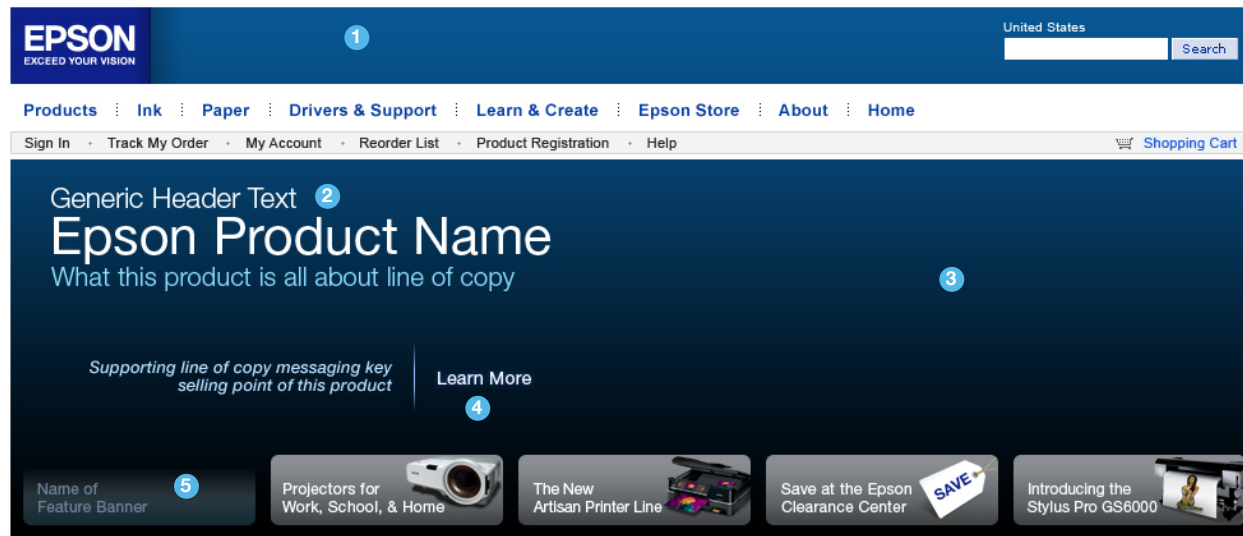 EPSON
EXCEED YOUR VISION
1
United States
Search
Products Ink Paper Drivers & Support Learn & Create Epson Store About Home
Sign In Track My Order My Account Reorder List Product Registration Help Shopping Cart
Generic Header Text 2
Epson Product Name
What this product is all about line of copy
3
Supporting line of copy messaging key
selling point of this product
Learn More
4
Name of
Feature Banner
5
Projectors for
Work, School, & Home
The New
Artisan Printer Line
Save at the Epson
Clearance Center
SAVE
Introducing the
Stylus Pro GS6000